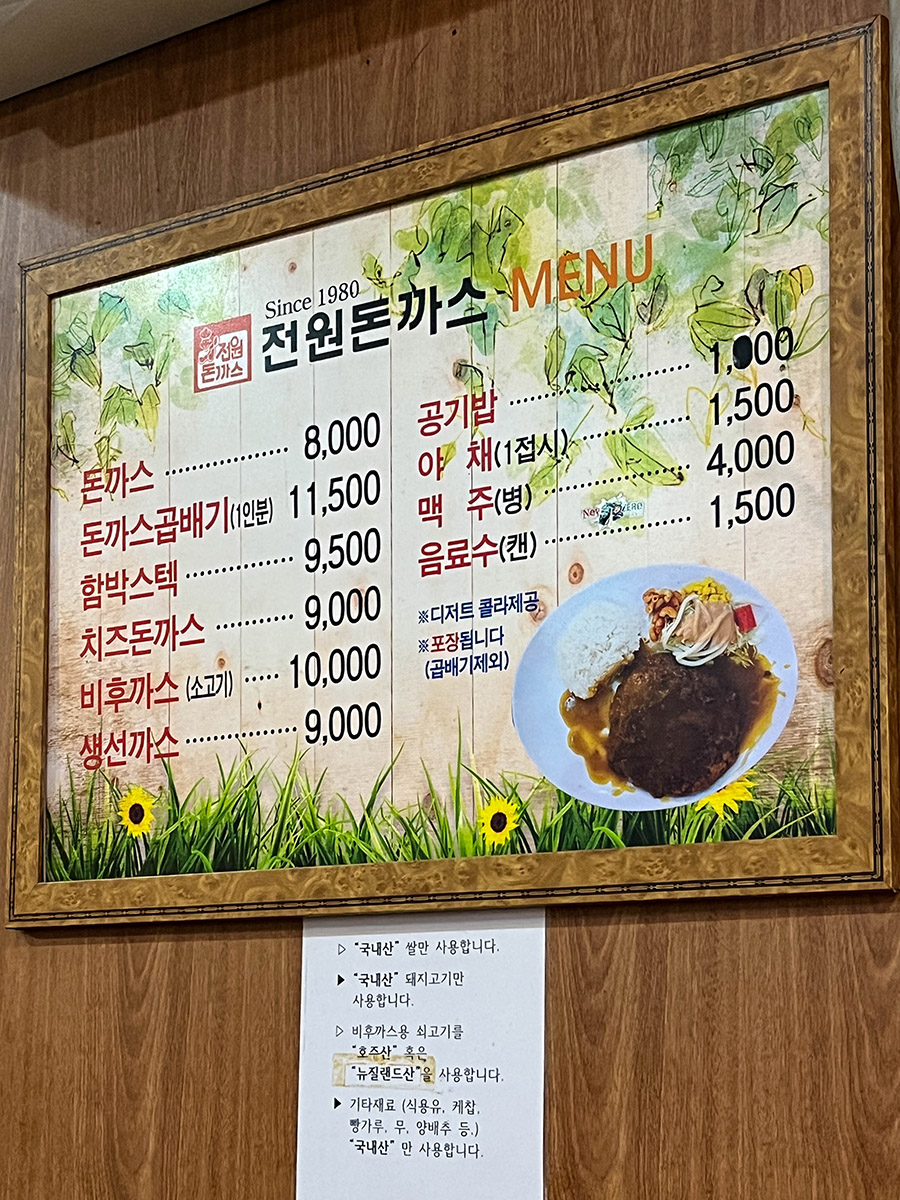 Since 1980
전원돈까스 MENU
전원
돈까스
돈까스 8,000
돈까스곱배기(1인분) 11,500
함박스텍 9,500
치즈돈까스 9,000
비후까스 (소고기) 10,000
생선까스 9,000
공기밥
야 채(1접시) 1,500
맥 주(병) 4,000
음료수(캔) 1,500
※디저트 콜라제공
※포장됩니다
(곱배기제외)
▷ "국내산" 쌀만 사용합니다.
▶ "국내산" 돼지고기만
사용합니다.
▷ 비후까스용 쇠고기를
"호주산" 혹은
"뉴질랜드산"을 사용합니다.
▶ 기타재료 (식용유, 케찹,
빵가루, 무, 양배추 등.)
"국내산" 만 사용합니다.